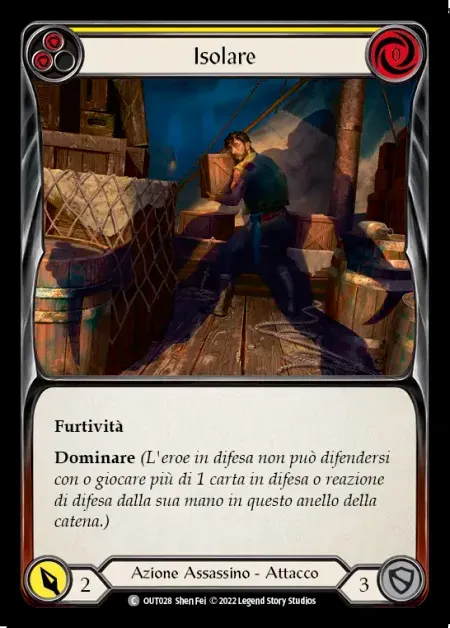 Isolare
0
Furtività
Dominare (L'eroe in difesa non può difendersi
con o giocare più di 1 carta in difesa o reazione
di difesa dalla sua mano in questo anello della
catena.)
2
Azione Assassino - Attacco
3
C OUT028 Shen Fei © 2022 Legend Story Studios